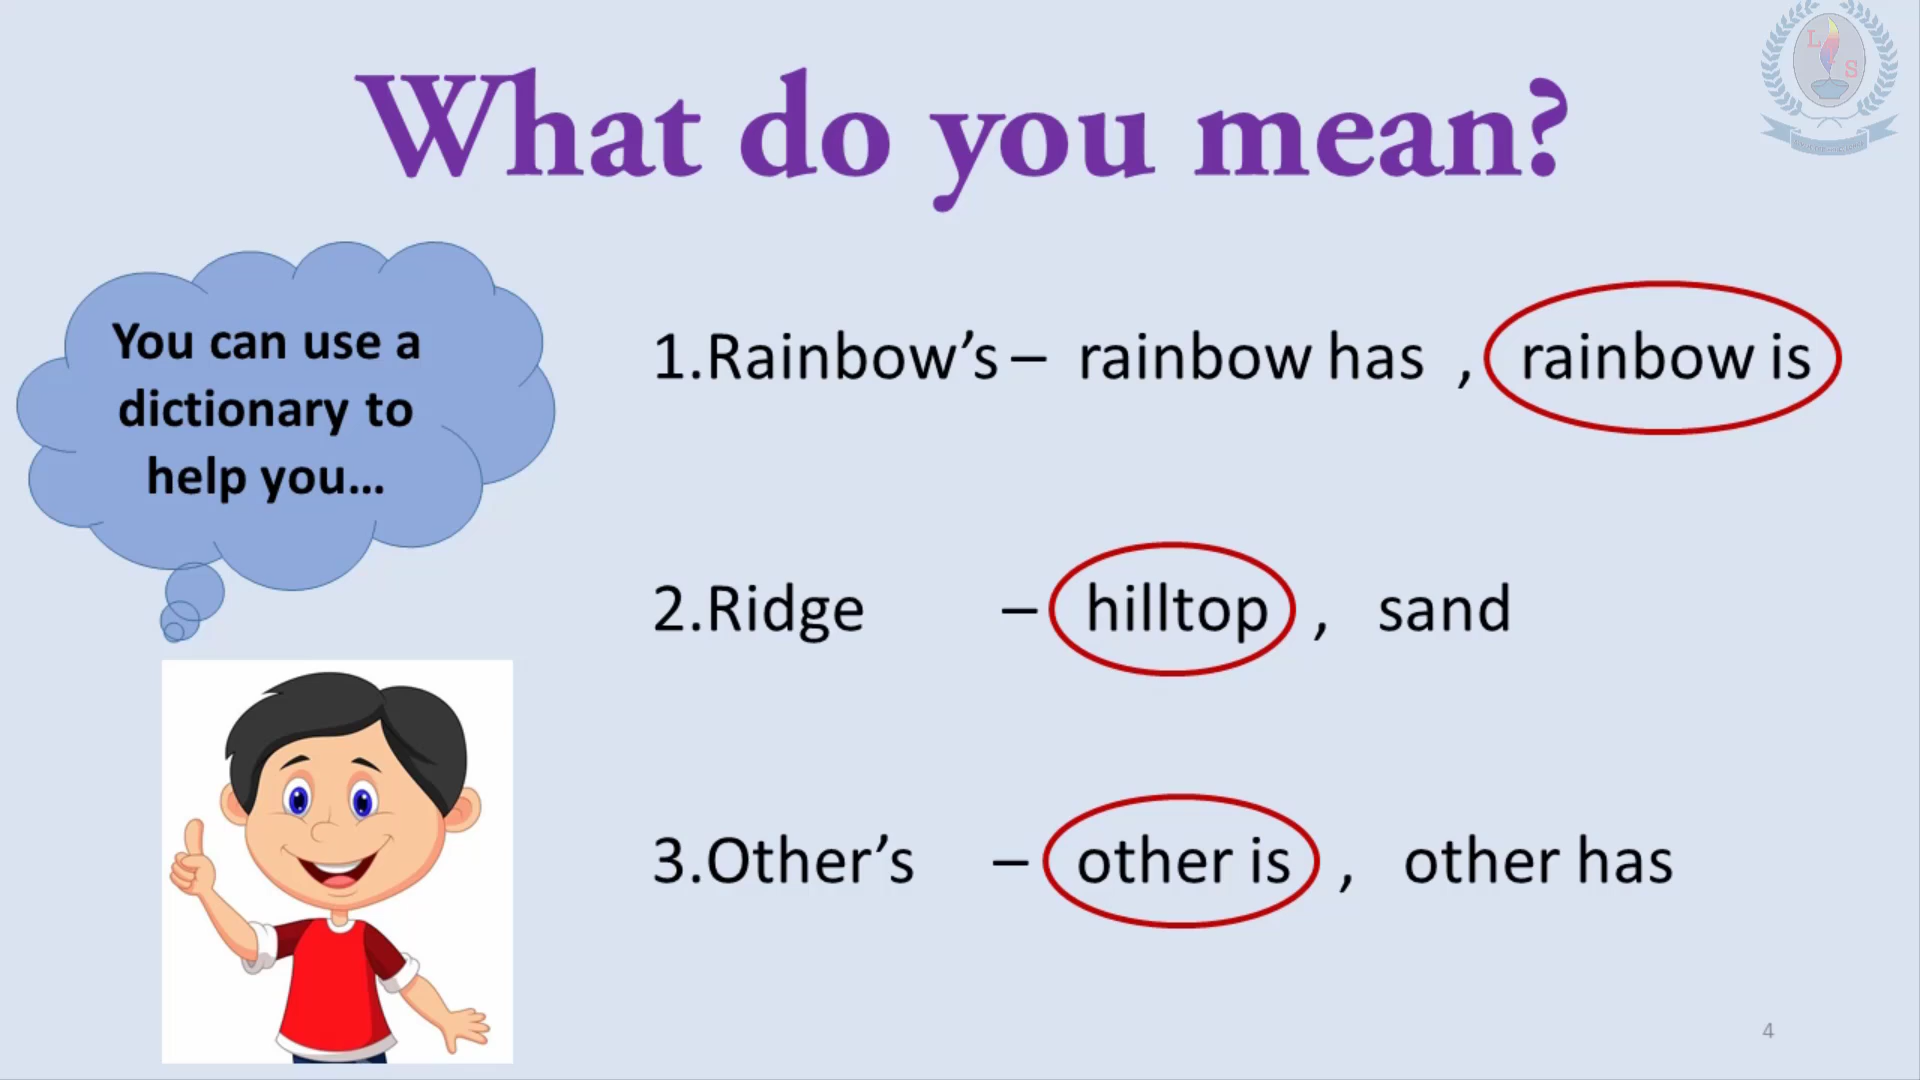 What do you mean?
You can use a
dictionary to
help you...
1.Rainbow’s – rainbow has , rainbow is
2.Ridge – hilltop , sand
3.Other’s – other is , other has
L
S
4